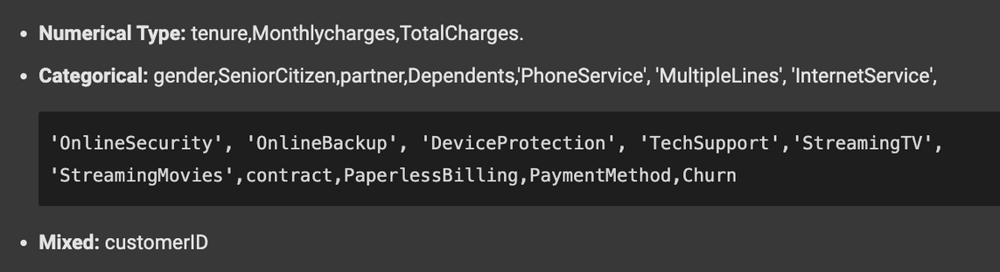 Numerical Type: tenure,Monthlycharges,TotalCharges.
Categorical: gender,SeniorCitizen,partner,Dependents,'PhoneService', 'MultipleLines', 'InternetService',
'OnlineSecurity', 'OnlineBackup', 'DeviceProtection', 'TechSupport','StreamingTV',
'StreamingMovies',contract,PaperlessBilling,PaymentMethod,Churn
Mixed: customerID